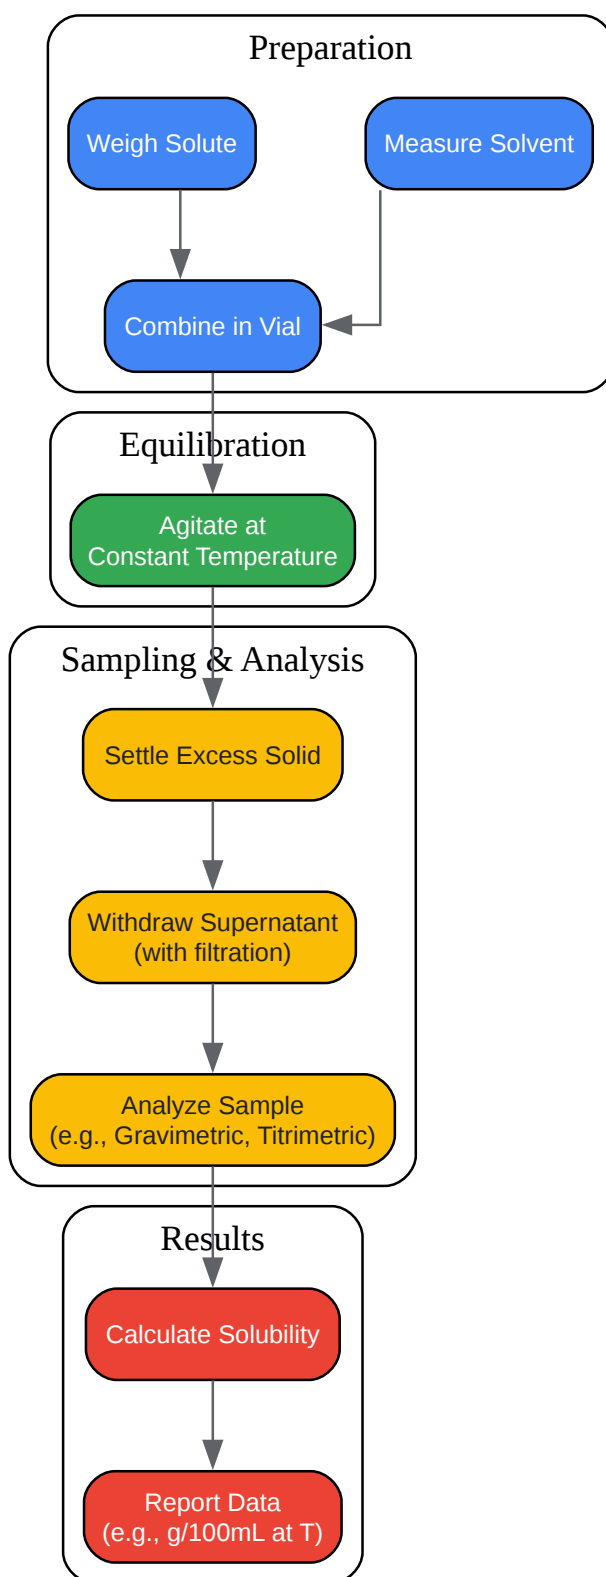 Preparation
Weigh Solute
Measure Solvent
Combine in Vial
Equilibration
Agitate at
Constant Temperature
Sampling & Analysis
Settle Excess Solid
Withdraw Supernatant
(with filtration)
Analyze Sample
(e.g., Gravimetric, Titrimetric)
Results
Calculate Solubility
Report Data
(e.g., g/100mL at T)